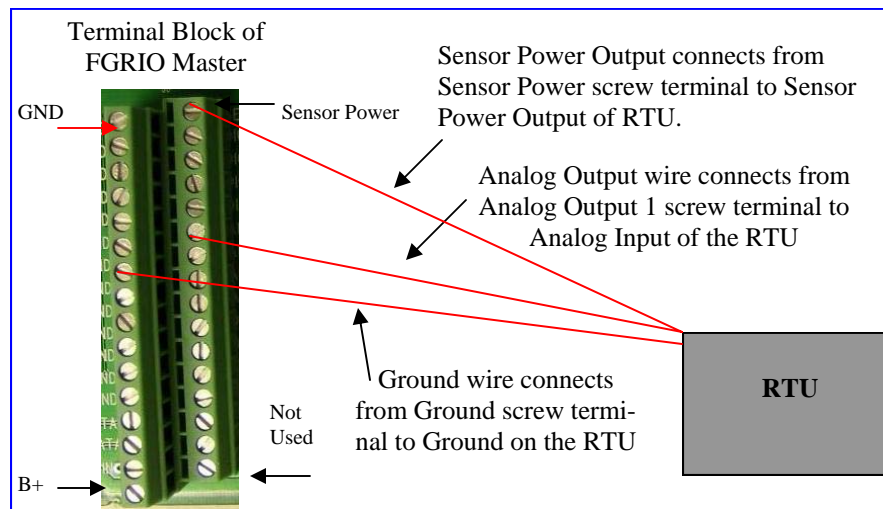 Terminal Block of
FGRIO Master
GND
Sensor Power
Sensor Power Output connects from
Sensor Power screw terminal to Sensor
Power Output of RTU.
Analog Output wire connects from
Analog Output 1 screw terminal to
Analog Input of the RTU
Ground wire connects
from Ground screw termi-
nal to Ground on the RTU
RTU
Not
Used
B+